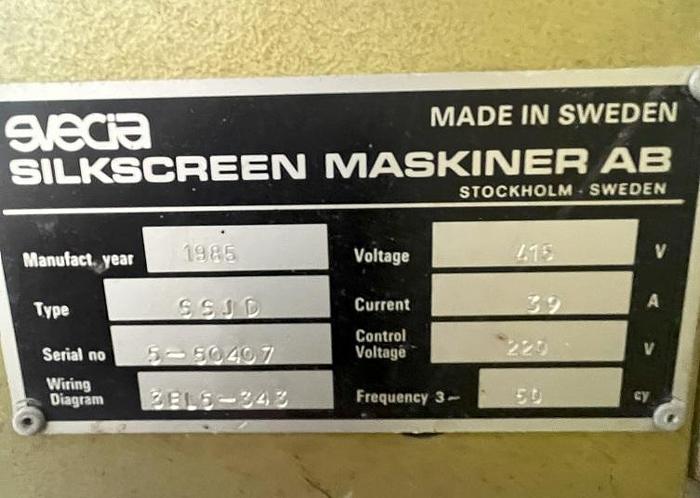 svecia
MADE IN SWEDEN
SILKSCREEN MASKINER AB
STOCKHOLM - SWEDEN
Manufact. year 1985 Voltage 415 V
Type SSJD Current 39 A
Serial no 5-50407 Control Voltage 220 V
Wiring Diagram 3EL5-343 Frequency 3~ 50 cy